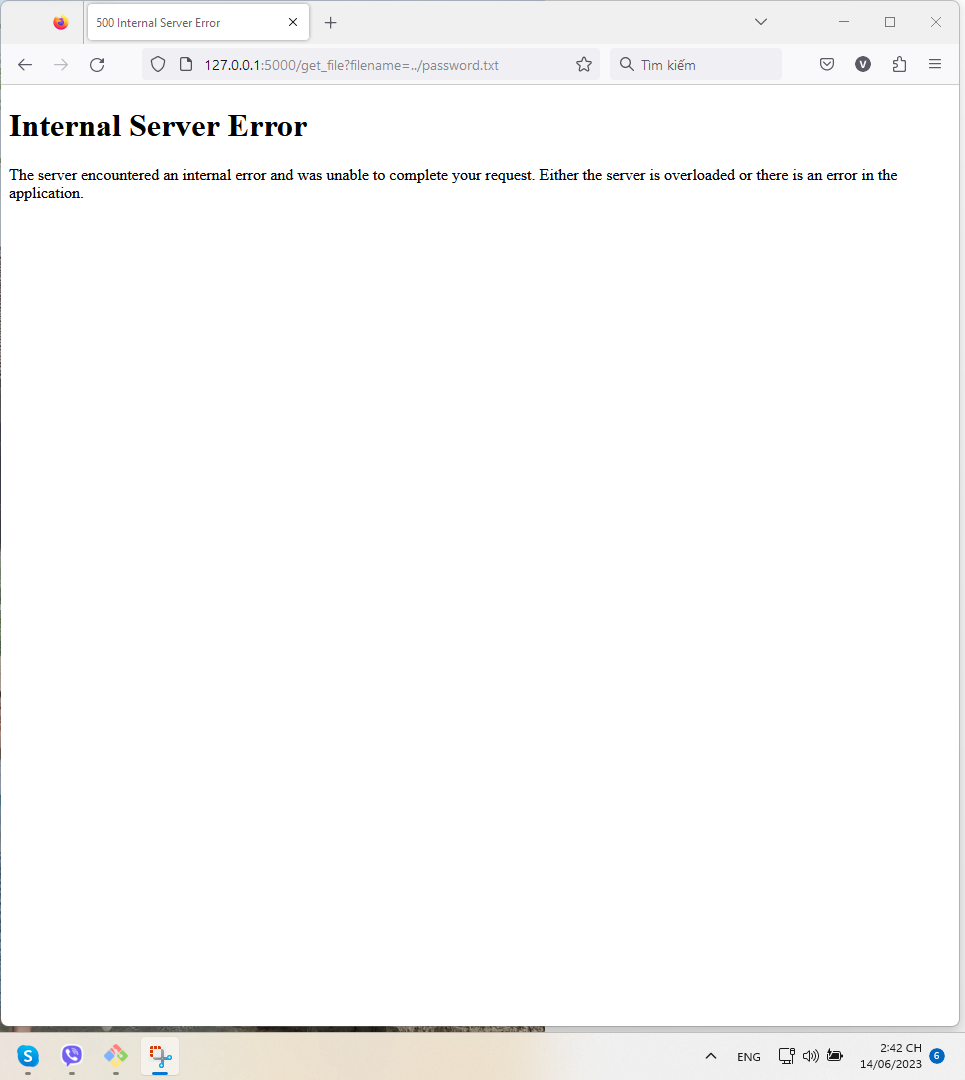 500 Internal Server Error
127.0.0.1:5000/get_file?filename=../password.txt
V
Tìm kiếm
Internal Server Error
The server encountered an internal error and was unable to complete your request. Either the server is overloaded or there is an error in the
application.
S
ENG
2:42 CH
14/06/2023
6